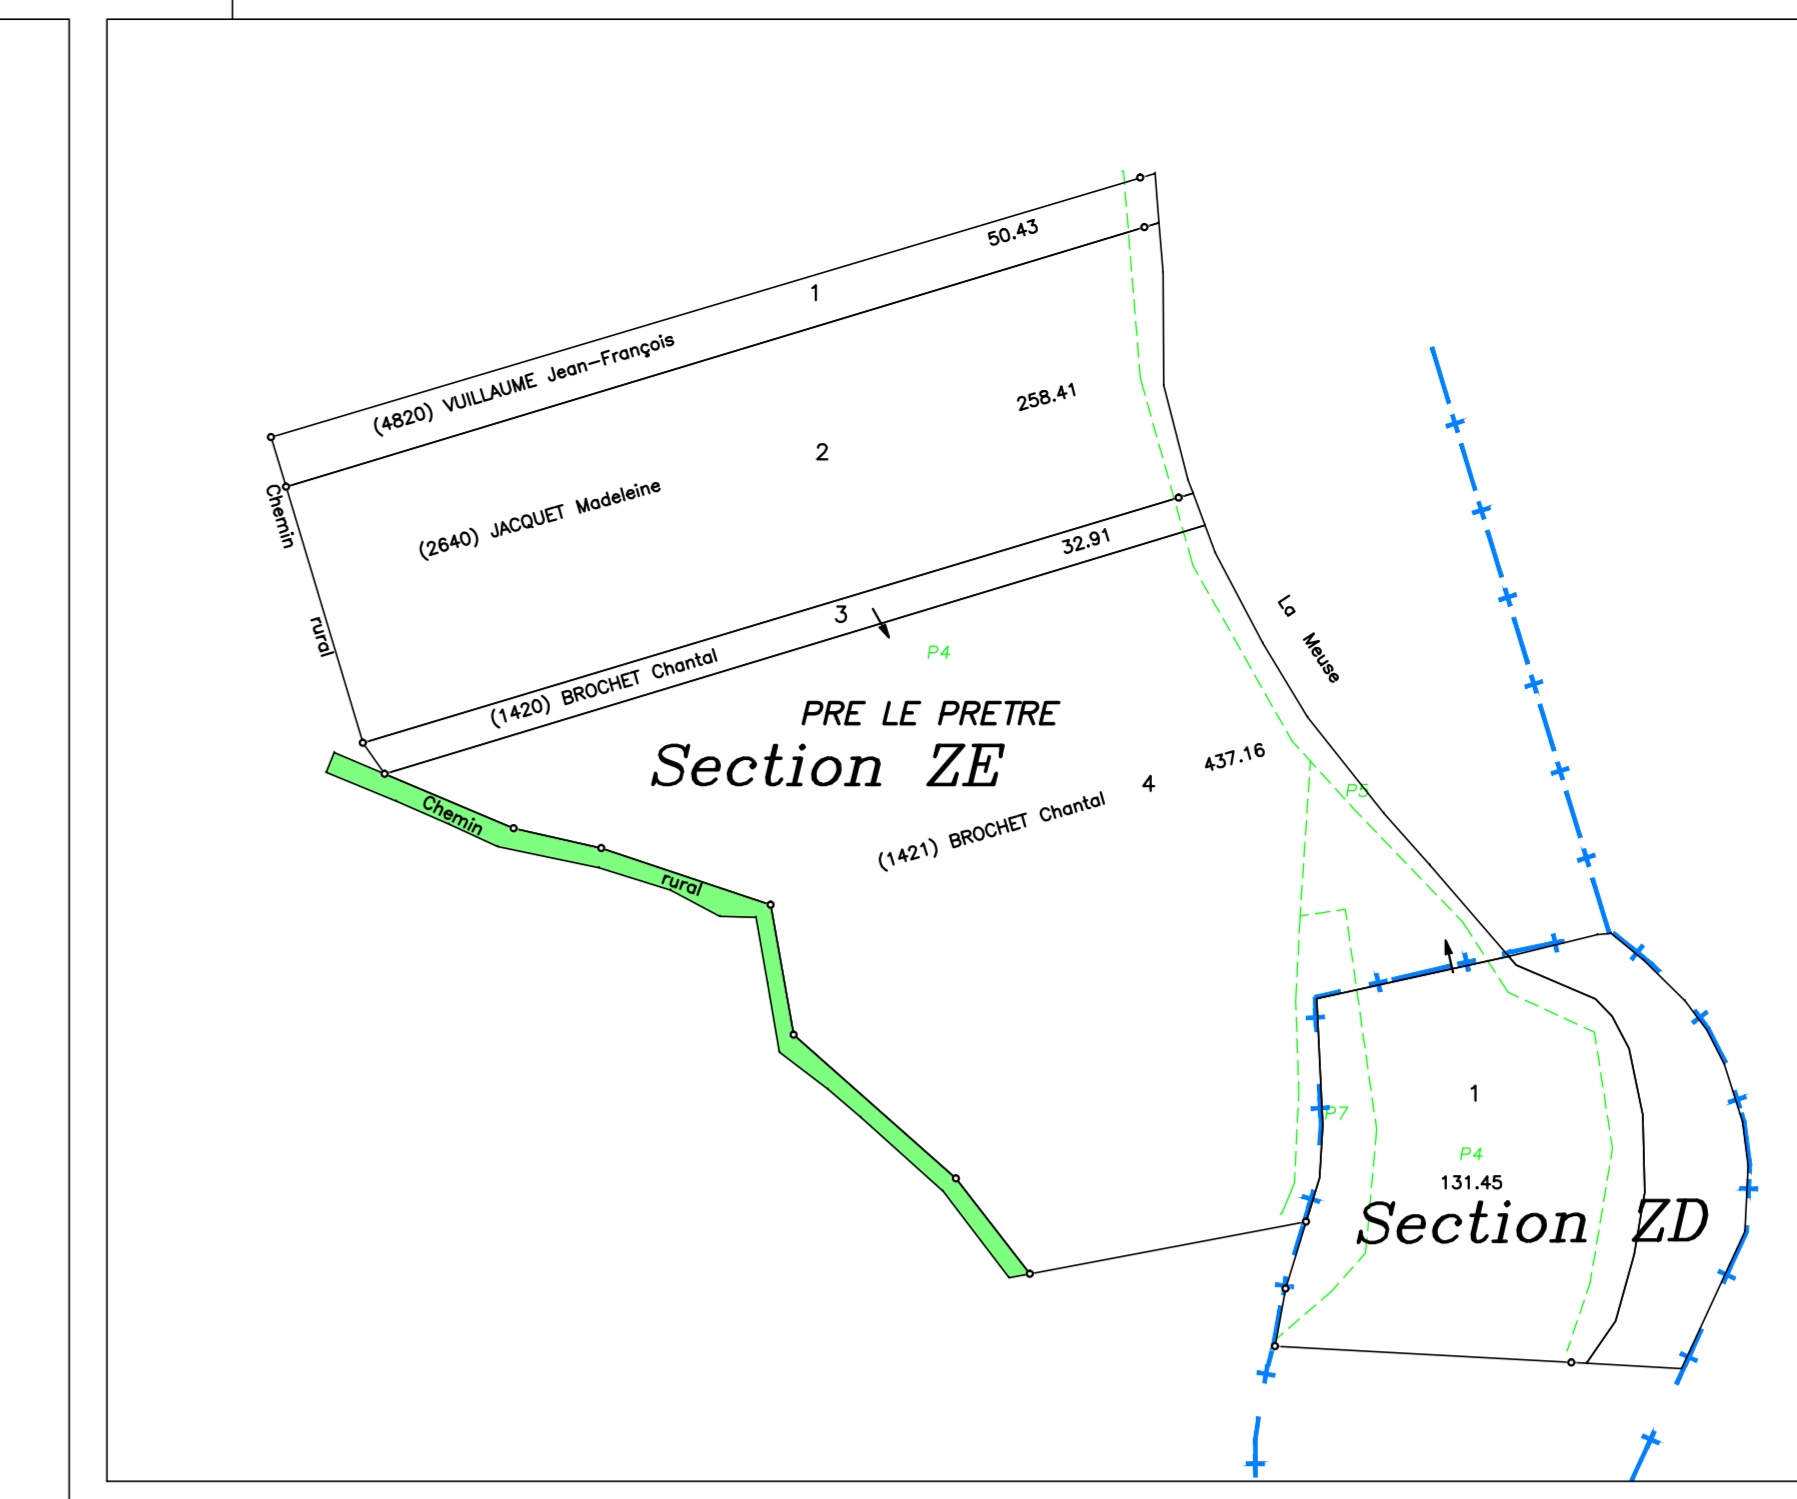 50.43
1
(4820) VUILLAUME Jean-François
258.41
2
(2640) JACQUET Madeleine
Chemin rural
32.91
3
(1420) BROCHET Chantal
P4
La Meuse
PRE LE PRETRE
Section ZE
437.16
4
P5
(1421) BROCHET Chantal
Chemin rural
1
P7
P4
131.45
Section ZD